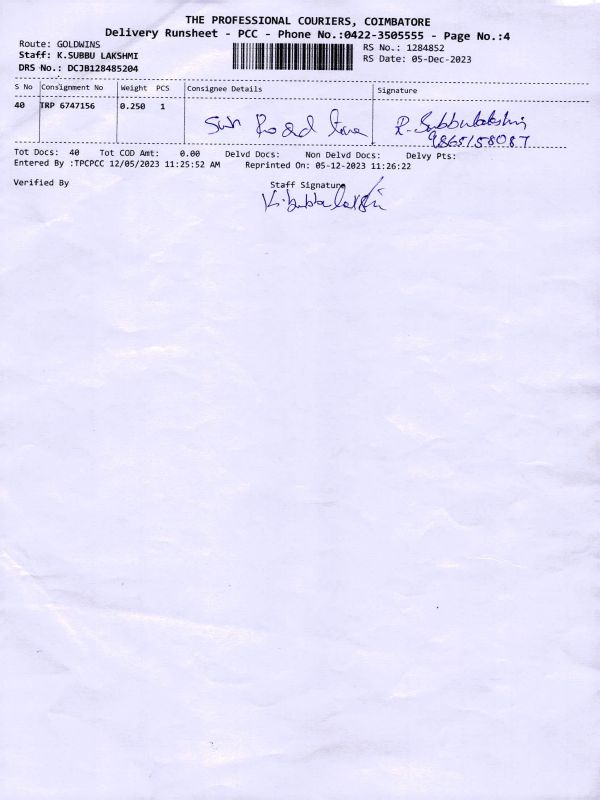 THE PROFESSIONAL COURIERS, COIMBATORE
Delivery Runsheet - PCC - Phone No.:0422-3505555 - Page No.:4
Route: GOLDWINS
RS No.: 1284852
Staff: K.SUBBU LAKSHMI
RS Date: 05-Dec-2023
DRS No.: DCJB128485204
S No Consignment No Weight PCS Consignee Details Signature
40 TRP 6747156 0.250 1
R. Subbulakshmi
9865158087
Tot Docs: 40 Tot COD Amt: 0.00 Delvd Docs: Non Delvd Docs: Delvy Pts:
Entered By :TPCPCC 12/05/2023 11:25:52 AM Reprinted On: 05-12-2023 11:26:22
Verified By Staff Signature
K.Subbulakshmi